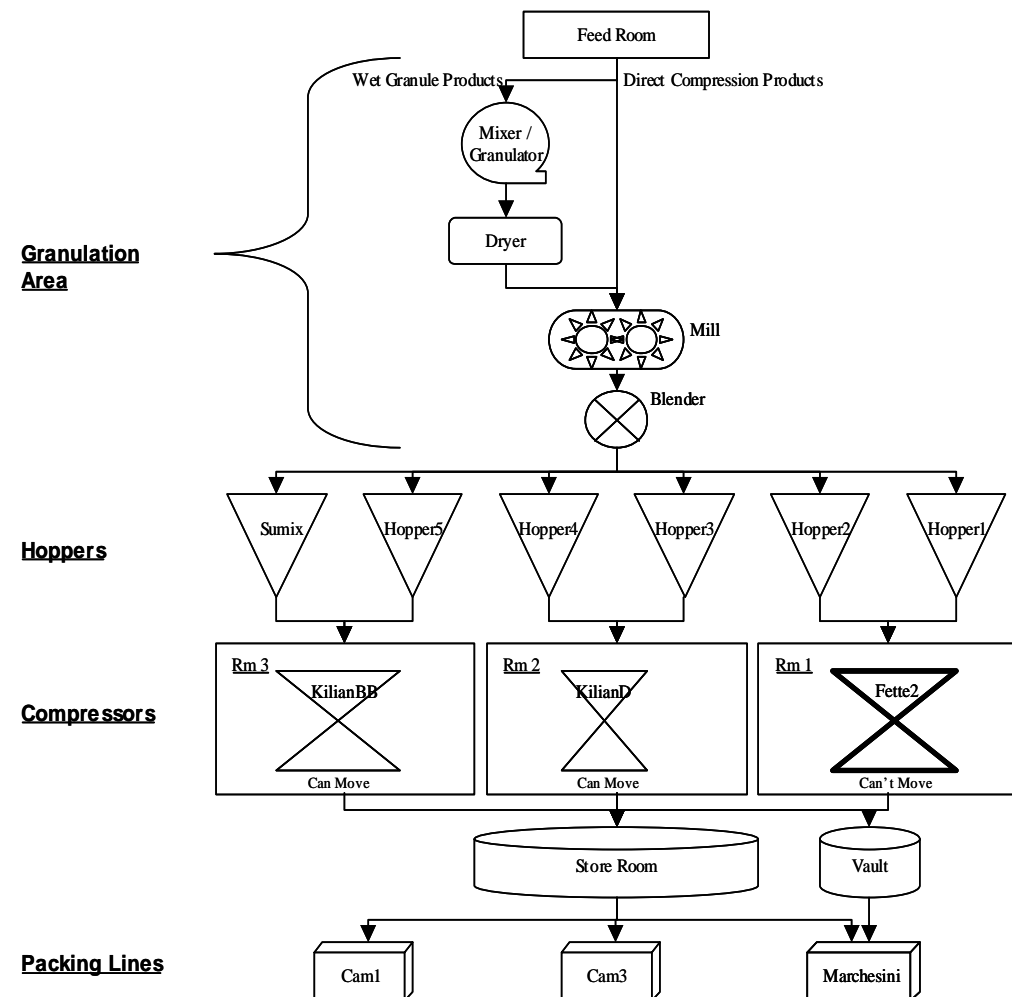 Feed Room
Wet Granule Products
Direct Compression Products
Mixer /
Granulator
Dryer
Granulation
Area
Mill
Blender
Hoppers
Sumix
Hopper5
Hopper4
Hopper3
Hopper2
Hopper1
Compressors
Rm 3
KilianBB
Can Move
Rm 2
KilianD
Can Move
Rm 1
Fette2
Can't Move
Store Room
Vault
Packing Lines
Cam1
Cam3
Marchesini